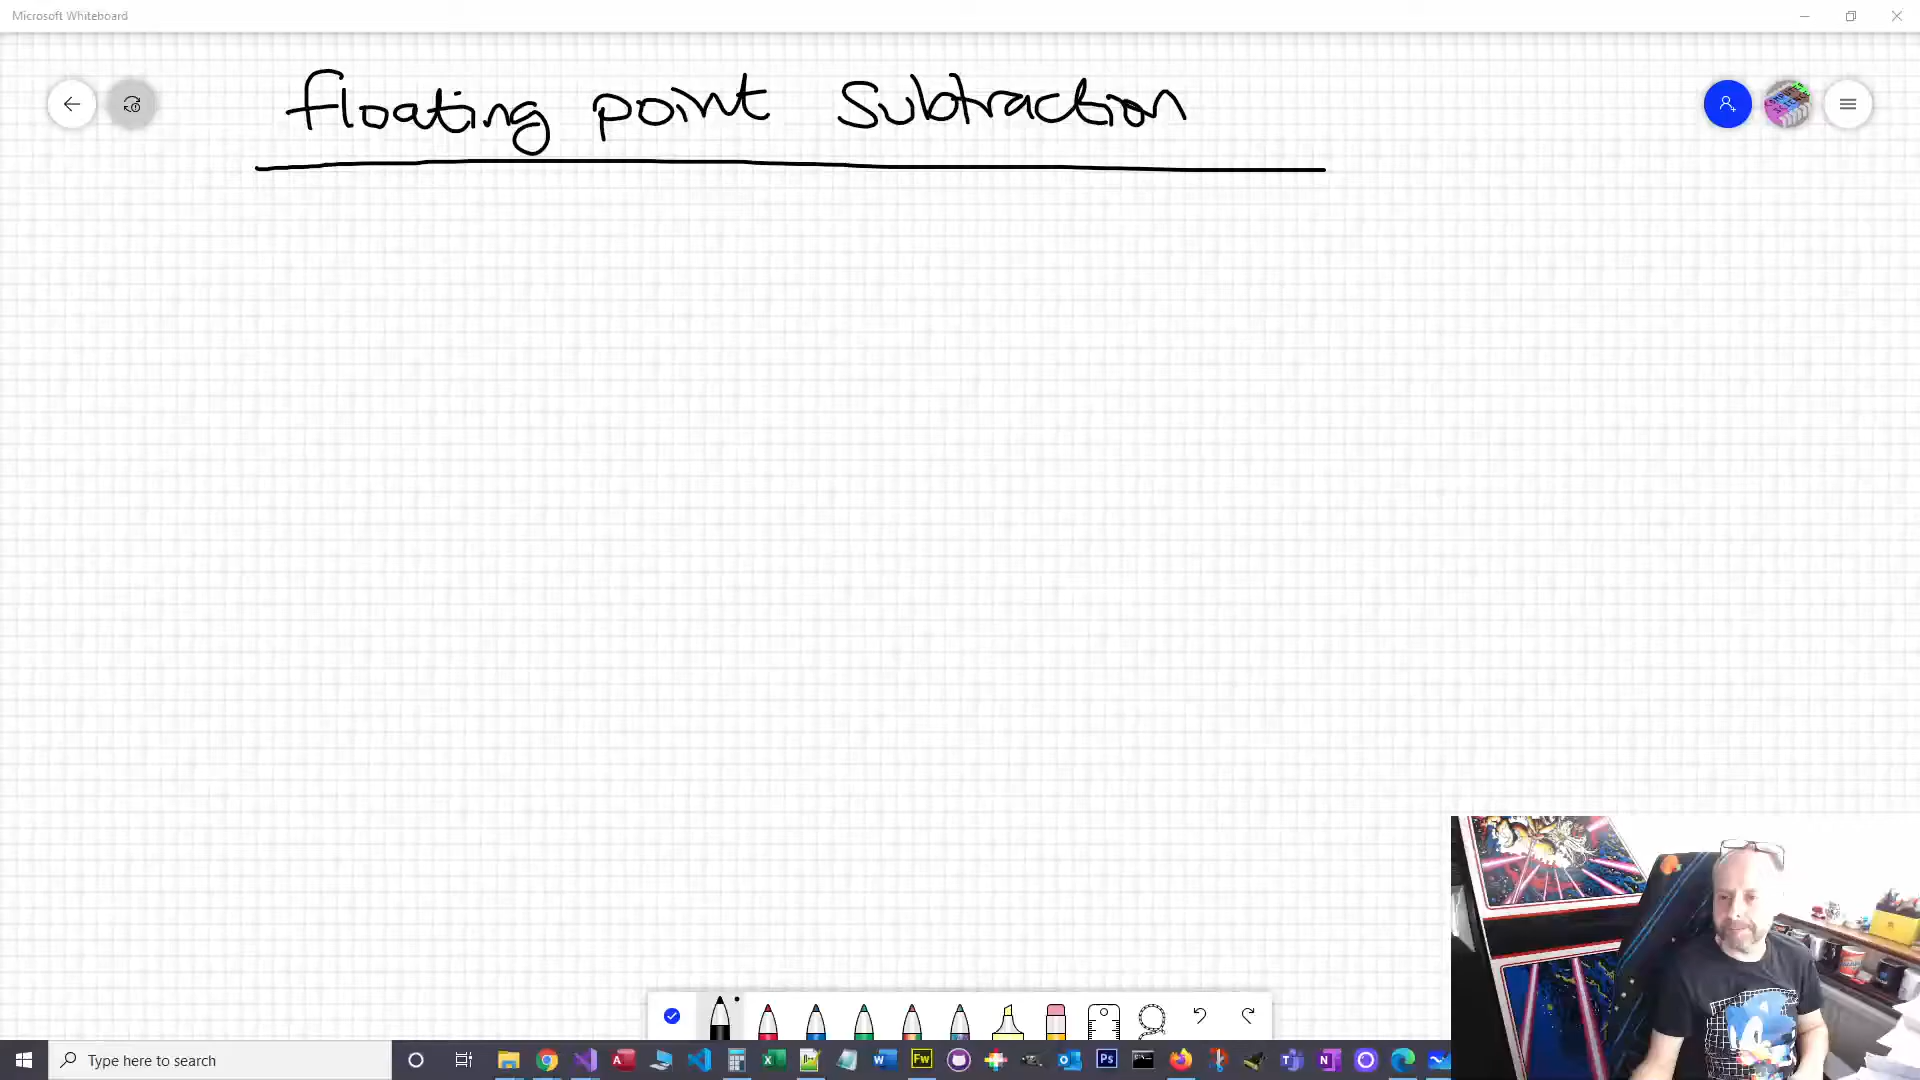 Microsoft Whiteboard
floating point Subtraction
Type here to search